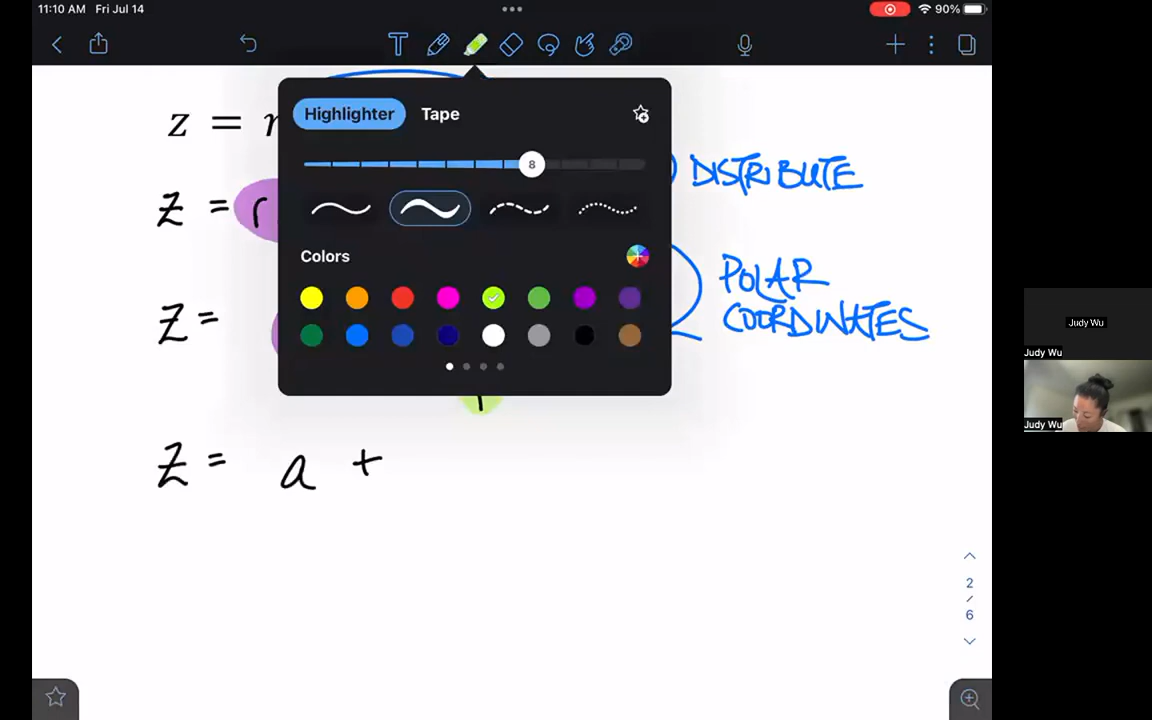 11:10 AM Fri Jul 14
90%
T
Highlighter Tape
8
Colors
z = r
DISTRIBUTE
z = r
POLAR
COORDINATES
z =
z = a +
2
/
6
Judy Wu
Judy Wu
Judy Wu